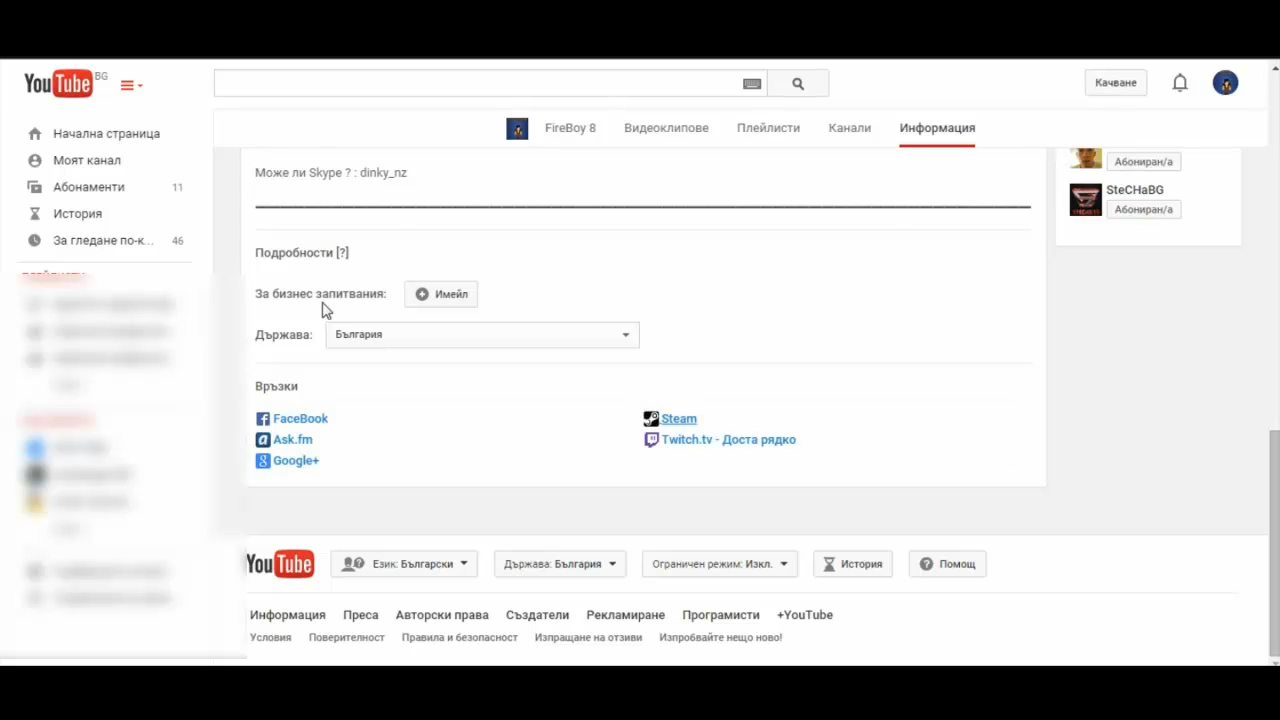 YouTube BG
Качване
FireBoy 8 Видеоклипове Плейлисти Канали Информация
Начална страница
Моят канал
Абонаменти 11
История
За гледане по-к... 46
Може ли Skype ? : dinky_nz
Абониран/а
SteCHaBG
Абониран/а
Подробности [?]
За бизнес запитвания: Имейл
Държава: България
Връзки
FaceBook
Ask.fm
Google+
Steam
Twitch.tv - Доста рядко
YouTube Език: Български Държава: България Ограничен режим: Изкл. История Помощ
Информация Преса Авторски права Създатели Рекламиране Програмисти +YouTube
Условия Поверителност Правила и безопасност Изпращане на отзиви Изпробвайте нещо ново!